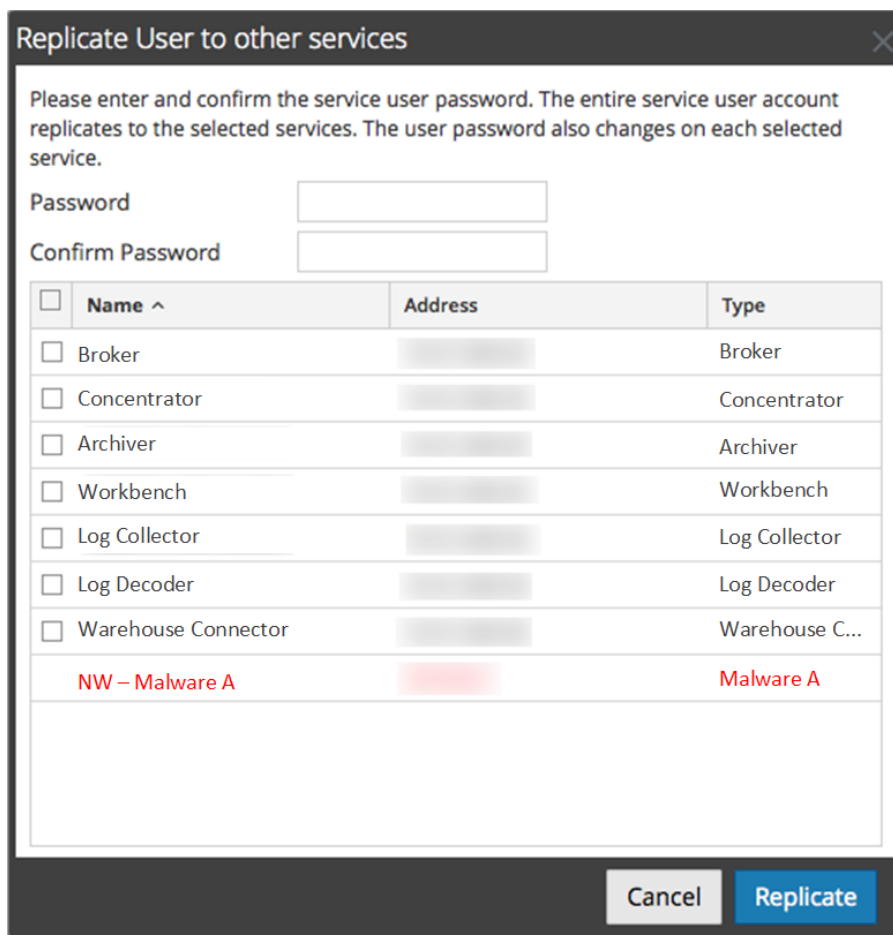 Replicate User to other services
Please enter and confirm the service user password. The entire service user account
replicates to the selected services. The user password also changes on each selected
service.
Password
Confirm Password
Name Address Type
Broker Broker
Concentrator Concentrator
Archiver Archiver
Workbench Workbench
Log Collector Log Collector
Log Decoder Log Decoder
Warehouse Connector Warehouse C...
NW – Malware A Malware A
Cancel Replicate